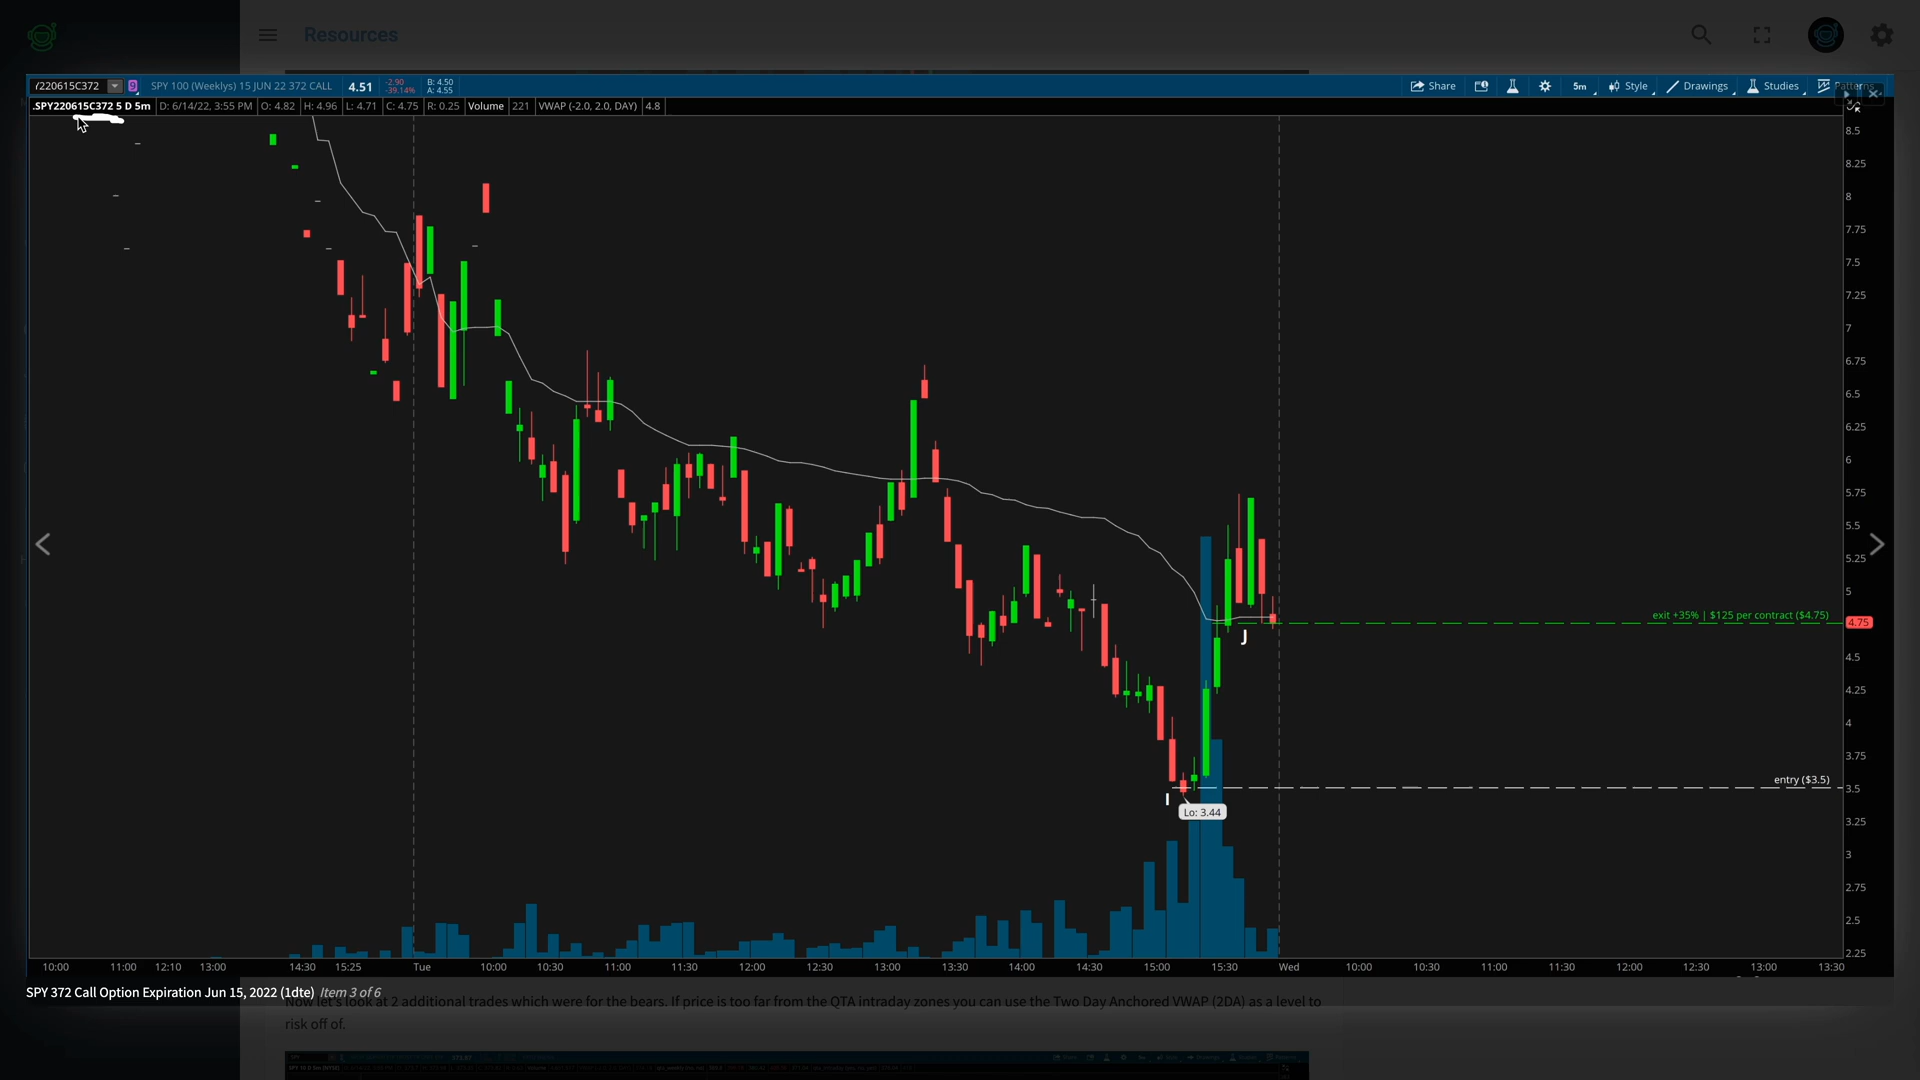 Resources
/220615C372 9 SPY 100 (Weeklys) 15 JUN 22 372 CALL 4.51 -2.90 B: 4.50
-39.14% A: 4.55
Share 5m Style Drawings Studies Patterns
.SPY220615C372 5 D 5m D: 6/14/22, 3:55 PM O: 4.82 H: 4.96 L: 4.71 C: 4.75 R: 0.25 Volume 221 VWAP (-2.0, 2.0, DAY) 4.8
8.5
8.25
8
7.75
7.5
7.25
7
6.75
6.5
6.25
6
5.75
5.5
5.25
5
exit +35% | $125 per contract ($4.75)
4.75
J
4.5
4.25
4
3.75
entry ($3.5)
3.5
I
Lo: 3.44
3.25
3
2.75
2.5
2.25
10:00 11:00 12:10 13:00 14:30 15:25 Tue 10:00 10:30 11:00 11:30 12:00 12:30 13:00 13:30 14:00 14:30 15:00 15:30 Wed 10:00 10:30 11:00 11:30 12:00 12:30 13:00 13:30
SPY 372 Call Option Expiration Jun 15, 2022 (1dte) Item 3 of 6
Now let's look at 2 additional trades which were for the bears. If price is too far from the QTA intraday zones you can use the Two Day Anchored VWAP (2DA) as a level to
risk off of.